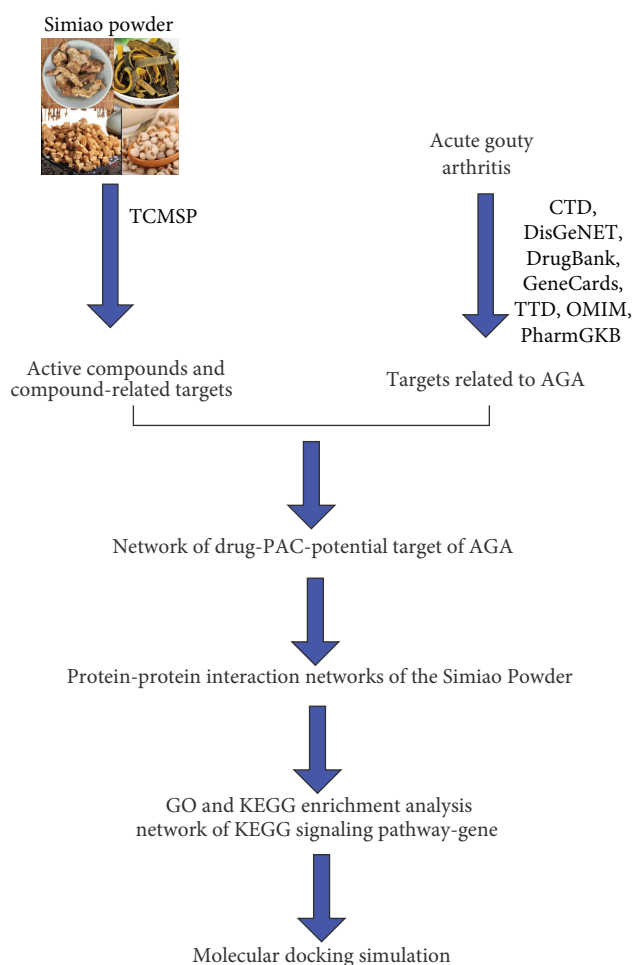 Simiao powder
TCMSP
Acute gouty
arthritis
CTD,
DisGeNET,
DrugBank,
GeneCards,
TTD, OMIM,
PharmGKB
Active compounds and
compound-related targets
Targets related to AGA
Network of drug-PAC-potential target of AGA
Protein-protein interaction networks of the Simiao Powder
GO and KEGG enrichment analysis
network of KEGG signaling pathway-gene
Molecular docking simulation